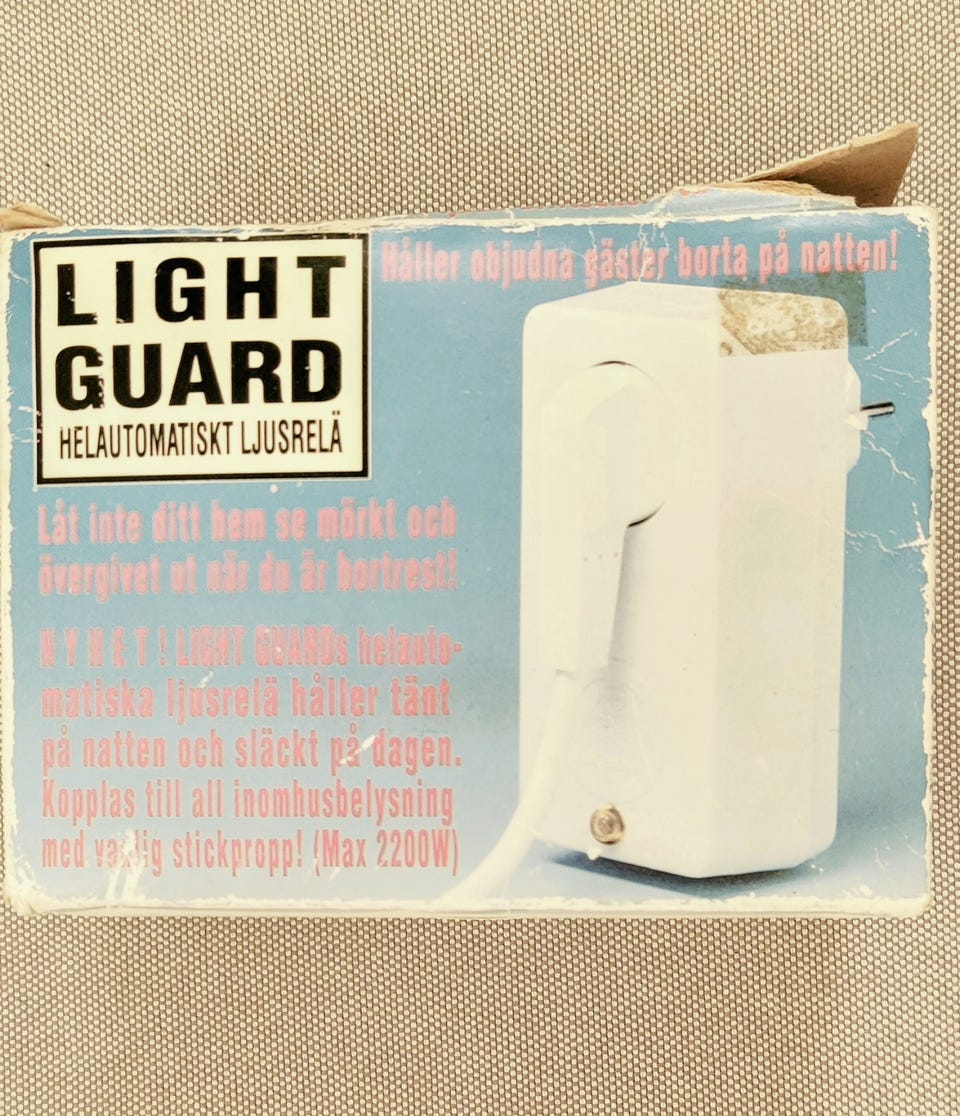 LIGHT
GUARD
HELAUTOMATISKT LJUSRELÄ
Håller objudna gäster borta på natten!
Låt inte ditt hem se mörkt och
övergivet ut när du är bortrest!
NYHET! LIGHT GUARDs helauto-
matiska ljusrelä håller tänt
på natten och släckt på dagen.
Kopplas till all inomhusbelysning
med vanlig stickpropp! (Max 2200W)